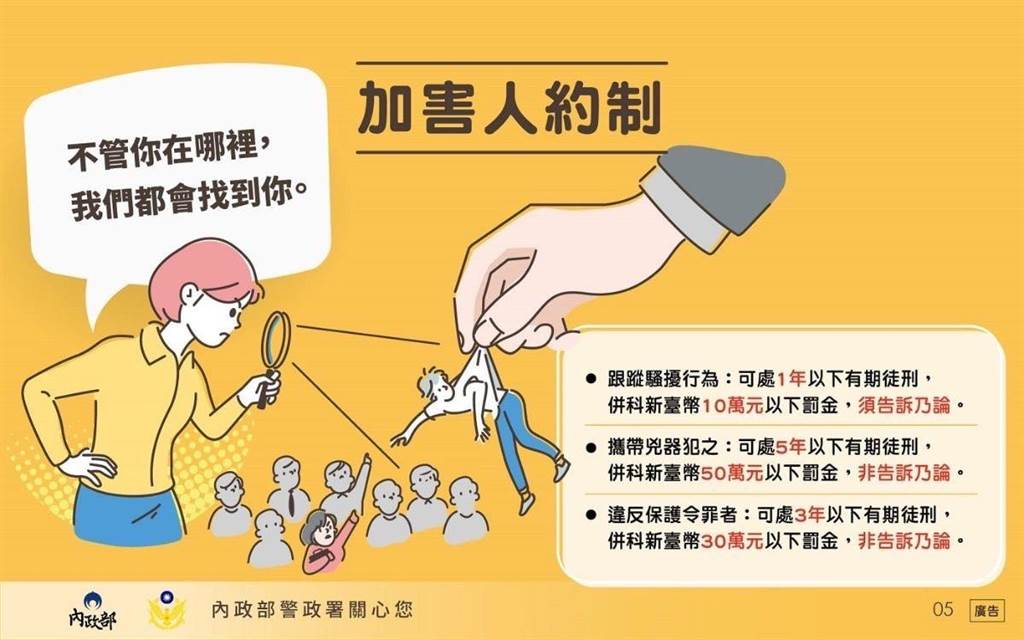 加害人約制
不管你在哪裡,
我們都會找到你。
● 跟蹤騷擾行為：可處1年以下有期徒刑，
併科新臺幣10萬元以下罰金，須告訴乃論。
● 攜帶兇器犯之：可處5年以下有期徒刑，
併科新臺幣50萬元以下罰金，非告訴乃論。
● 違反保護令罪者：可處3年以下有期徒刑，
併科新臺幣30萬元以下罰金，非告訴乃論。
內政部
內政部警政署關心您
05 廣告